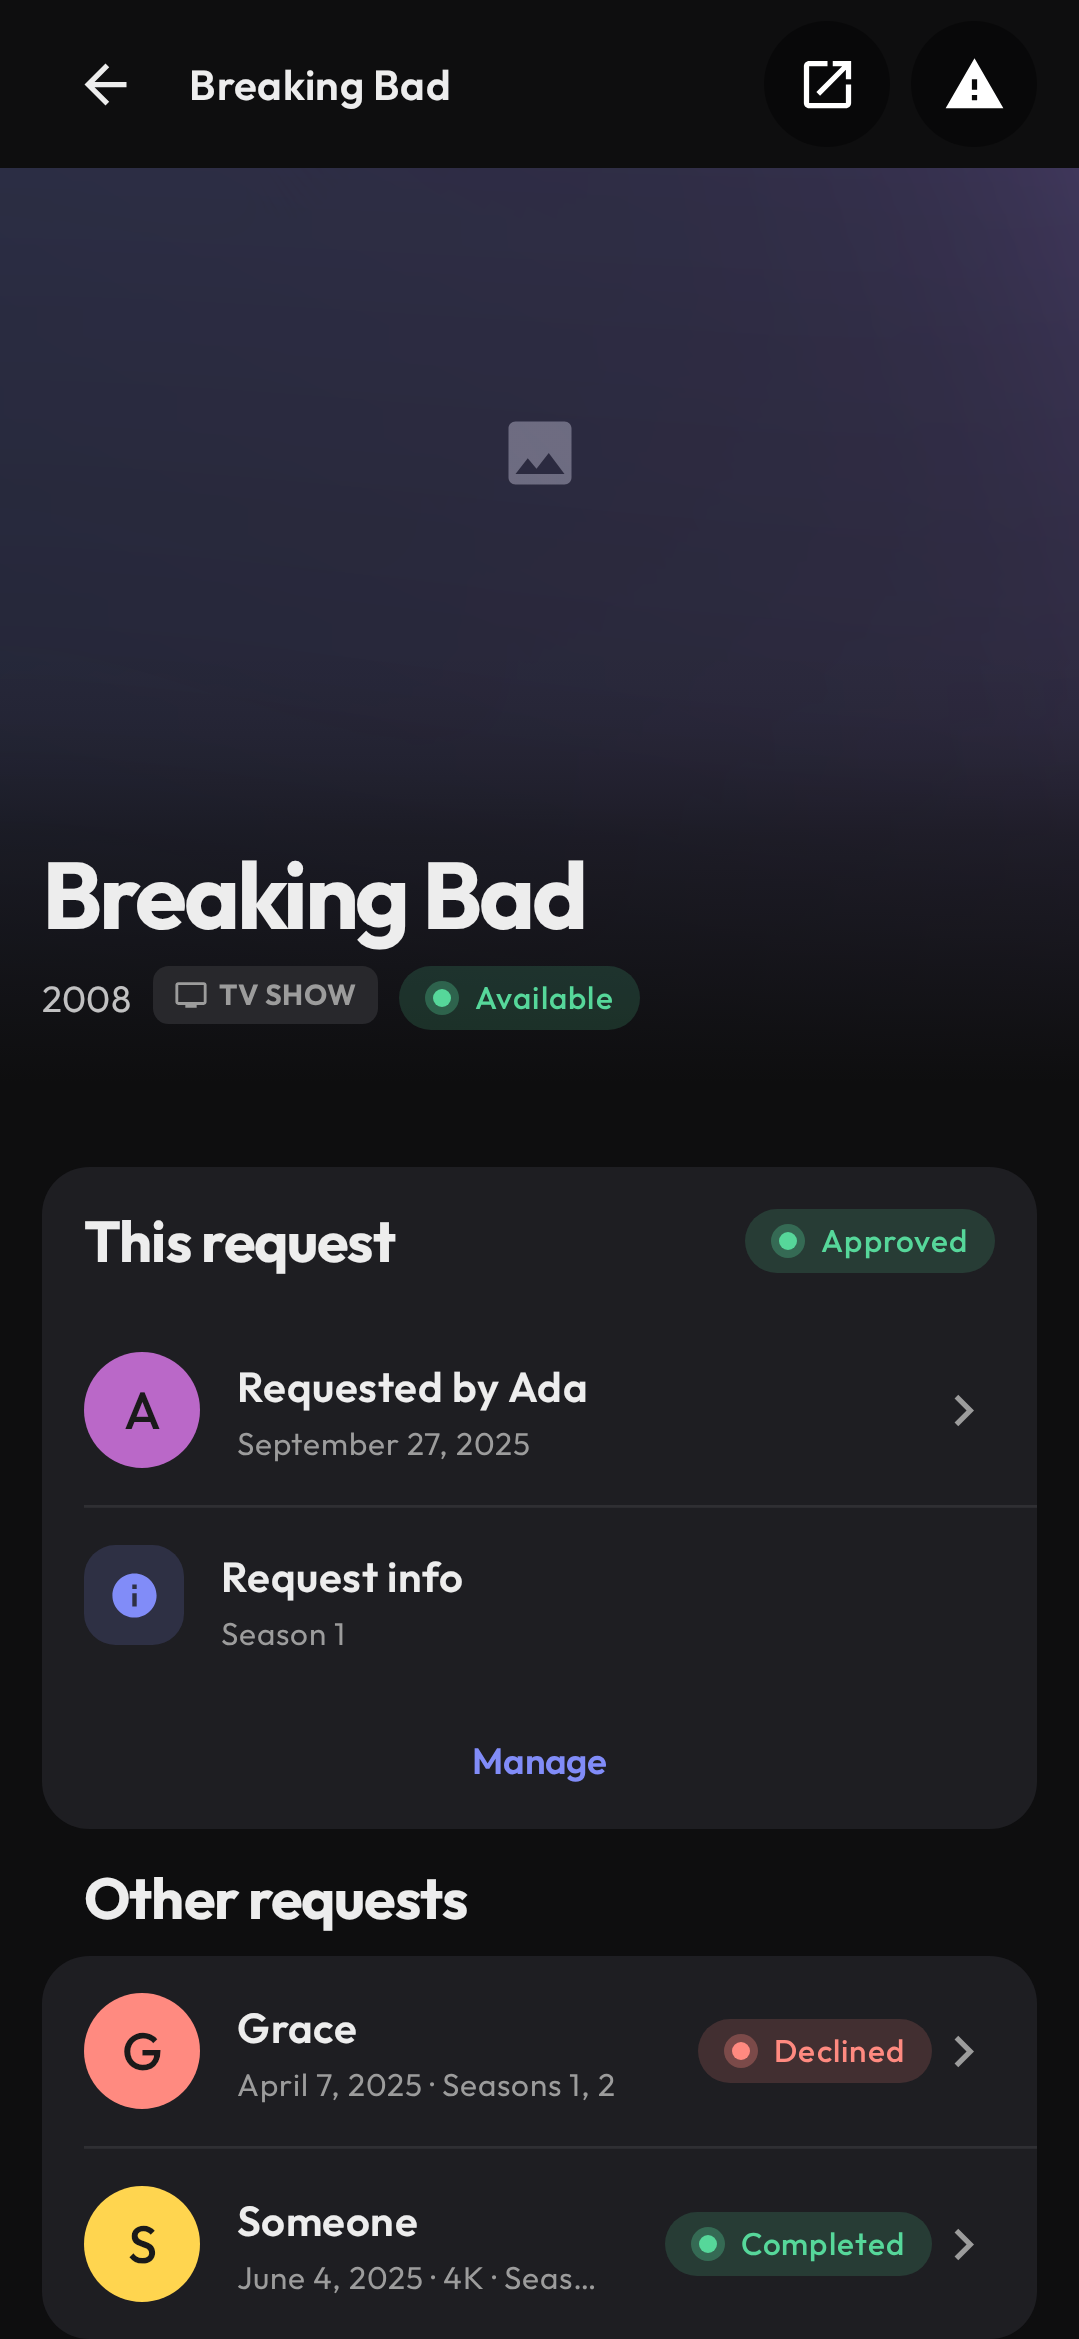 Breaking Bad
Breaking Bad
2008 TV SHOW Available
This request Approved
A Requested by Ada
September 27, 2025
Request info
Season 1
Manage
Other requests
G Grace Declined
April 7, 2025 · Seasons 1, 2
S Someone Completed
June 4, 2025 · 4K · Seas...